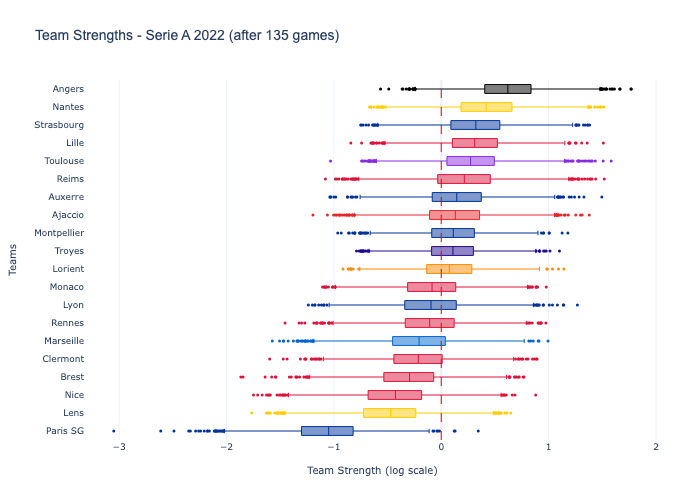 Team Strengths - Serie A 2022 (after 135 games)
Angers
Nantes
Strasbourg
Lille
Toulouse
Reims
Auxerre
Ajaccio
Montpellier
Troyes
Lorient
Monaco
Lyon
Rennes
Marseille
Clermont
Brest
Nice
Lens
Paris SG
Teams
−3 −2 −1 0 1 2
Team Strength (log scale)